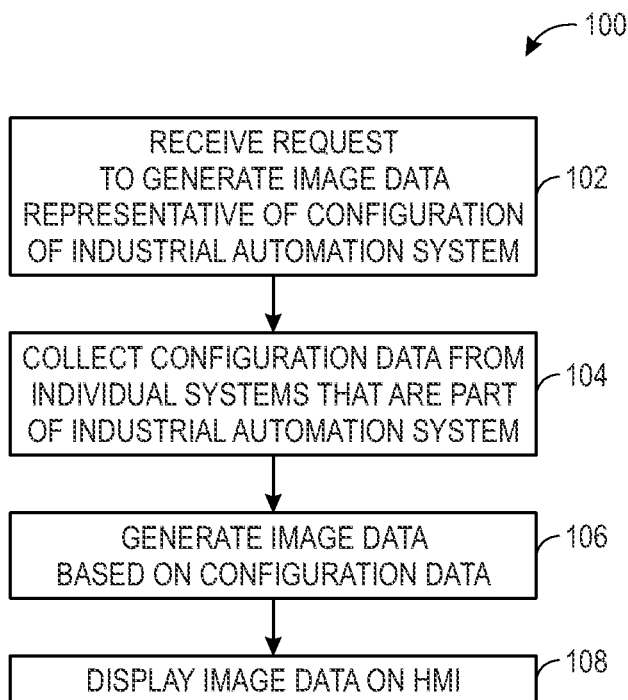 100
RECEIVE REQUEST
TO GENERATE IMAGE DATA
REPRESENTATIVE OF CONFIGURATION
OF INDUSTRIAL AUTOMATION SYSTEM
102
COLLECT CONFIGURATION DATA FROM
INDIVIDUAL SYSTEMS THAT ARE PART
OF INDUSTRIAL AUTOMATION SYSTEM
104
GENERATE IMAGE DATA
BASED ON CONFIGURATION DATA
106
DISPLAY IMAGE DATA ON HMI
108